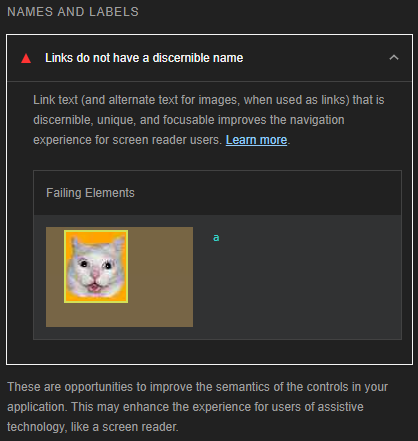 NAMES AND LABELS
Links do not have a discernible name
Link text (and alternate text for images, when used as links) that is
discernible, unique, and focusable improves the navigation
experience for screen reader users. Learn more.
Failing Elements
a
These are opportunities to improve the semantics of the controls in your
application. This may enhance the experience for users of assistive
technology, like a screen reader.